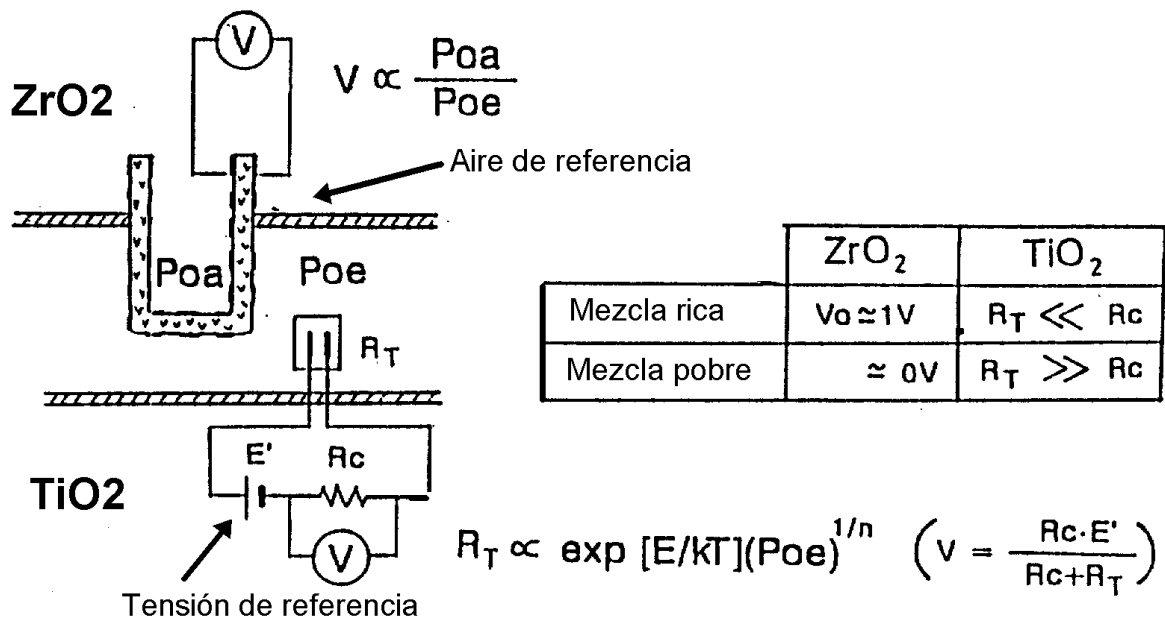 V
V ∝ Poa / Poe
ZrO2
Aire de referencia
Poa
Poe
R_T
ZrO₂ TiO₂
Mezcla rica Vo≃1V R_T << Rc
Mezcla pobre ≃ 0V R_T >> Rc
E' Rc
TiO2
V
R_T ∝ exp [E/kT](Poe)^1/n (V = Rc·E' / Rc+R_T)
Tensión de referencia